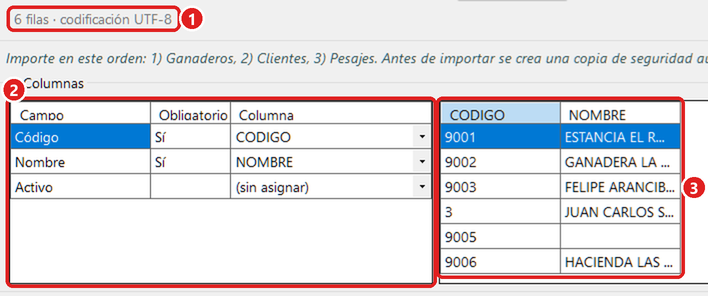 6 filas · codificación UTF-8 1
Importe en este orden: 1) Ganaderos, 2) Clientes, 3) Pesajes. Antes de importar se crea una copia de seguridad
2 Columnas
Campo Obligatorio Columna
Código Sí CODIGO
Nombre Sí NOMBRE
Activo (sin asignar)
CODIGO NOMBRE
9001 ESTANCIA EL R...
9002 GANADERA LA ...
9003 FELIPE ARANCIB... 3
3 JUAN CARLOS S...
9005
9006 HACIENDA LAS ...